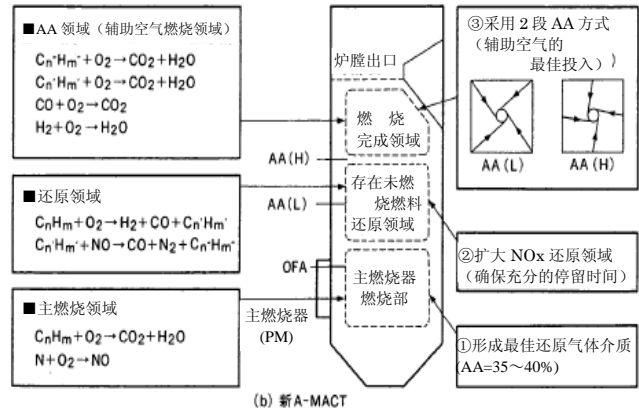 ■AA 领域（辅助空气燃烧领域）
Cn″Hm″+O₂→CO₂+H₂O
Cn′Hm′+O₂→CO₂+H₂O
CO+O₂→CO₂
H₂+O₂→H₂O
■还原领域
CnHm+O₂→H₂+CO+Cn′Hm′
Cn′Hm′+NO→CO+N₂+Cn″Hm″
■主燃烧领域
CnHm+O₂→CO₂+H₂O
N+O₂→NO
炉膛出口
燃 烧
完成领域
AA(H)
存在未燃
烧燃料
还原领域
AA(L)
OFA
主燃烧器
燃烧部
主燃烧器
(PM)
③采用 2 段 AA 方式
（辅助空气的
最佳投入）)
AA(L)
AA(H)
②扩大 NOx 还原领域
（确保充分的停留时间）
①形成最佳还原气体介质
(AA=35～40%)
(b) 新A-MACT